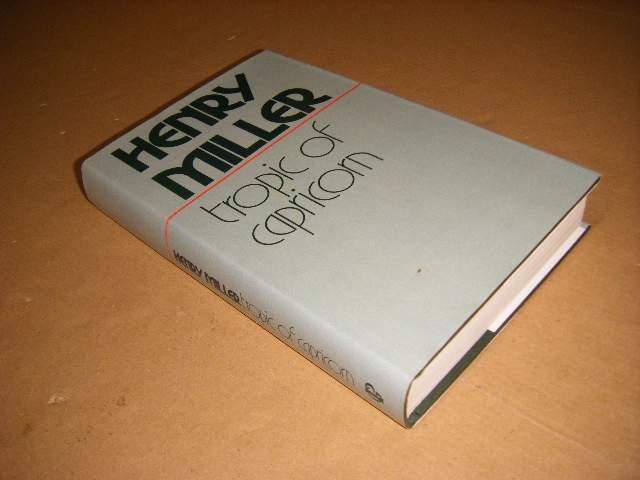 HENRY
MILLER
tropic of
capricorn
HENRY MILLER tropic of capricorn